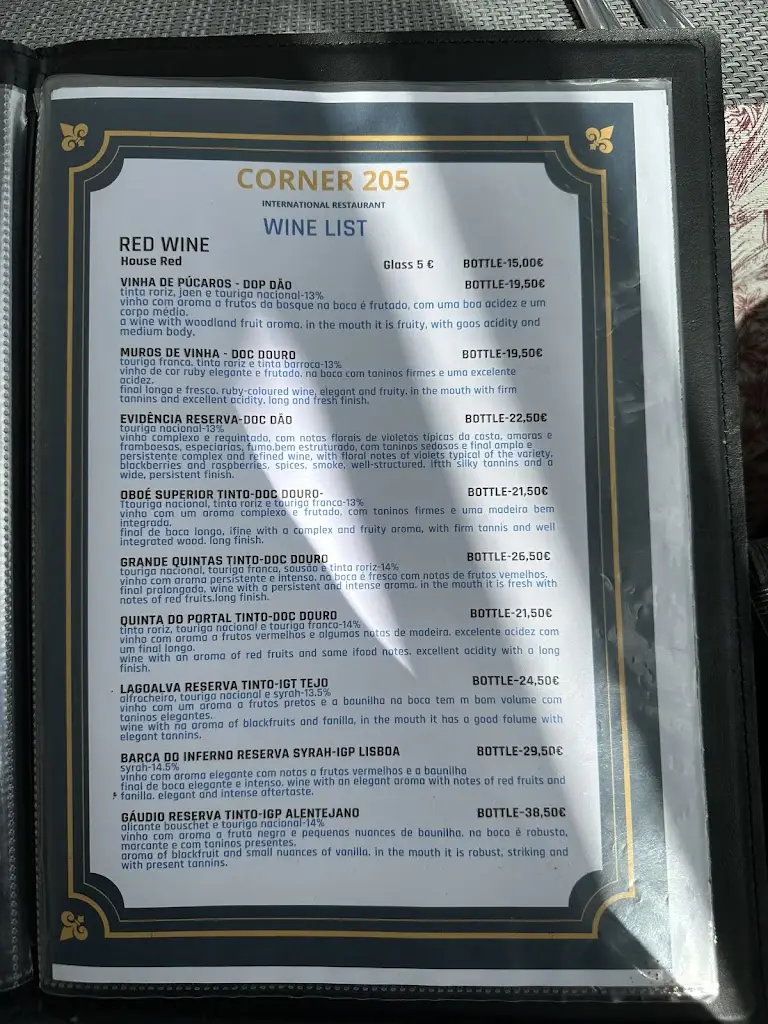 CORNER 205
INTERNATIONAL RESTAURANT
WINE LIST
RED WINE
House Red Glass 5 € BOTTLE-15,00€
VINHA DE PÚCAROS - DOP DÃO BOTTLE-19,50€
tinta roriz, jaen e touriga nacional-13%
vinho com aroma a frutos do bosque na boca é frutado, com uma boa acidez e um
corpo médio.
a wine with woodland fruit aroma. in the mouth it is fruity, with goos acidity and
medium body.
MUROS DE VINHA - DOC DOURO BOTTLE-19,50€
touriga franca, tinta roriz e tinta barroca-13%
vinho de cor ruby elegante e frutado. na boca com taninos firmes e uma excelente
acidez.
final longa e fresco. ruby-coloured wine, elegant and fruity. in the mouth with firm
tannins and excellent acidity. long and fresh finish.
EVIDÊNCIA RESERVA-DOC DÃO BOTTLE-22,50€
touriga nacional-13%
vinho complexo e requintado, com notas florais de violetas típicas da casta, amoras e
framboesas, especiarias, fumo.bem estruturado, com taninos sedosos e final amplo e
persistente complex and refined wine, with floral notes of violets typical of the variety,
blackberries and raspberries, spices, smoke, well-structured. iftth silky tannins and a
wide, persistent finish.
OBOÉ SUPERIOR TINTO-DOC DOURO- BOTTLE-21,50€
Ttouriga nacional, tinta roriz e touriga franca-13%
vinho com um aroma complexo e frutado, com taninos firmes e uma madeira bem
integrada.
final de boca longo, ifine with a complex and fruity aroma, with firm tannis and well
integrated wood. long finish.
GRANDE QUINTAS TINTO-DOC DOURO BOTTLE-26,50€
touriga nacional, touriga franca, sousão e tinta roriz-14%
vinho com aroma persistente e intenso. na boca é fresco com notas de frutos vemelhos.
final prolongada, wine with a persistent and intense aroma. in the mouth it is fresh with
notes of red fruits.long finish.
QUINTA DO PORTAL TINTO-DOC DOURO BOTTLE-21,50€
tinta roriz, touriga nacional e touriga franca-14%
vinho com aroma a frutos vermelhos e algumas notas de madeira. excelente acidez com
um final longo.
wine with an aroma of red fruits and some ifood notes. excellent acidity with a long
finish.
LAGOALVA RESERVA TINTO-IGT TEJO BOTTLE-24,50€
alfrocheiro, touriga nacional e syrah-13.5%
vinho com um aroma a frutos pretos e a baunilha na boca tem m bom volume com
taninos elegantes.
wine with na aroma of blackfruits and fanilla. in the mouth it has a good folume with
elegant tannins.
BARCA DO INFERNO RESERVA SYRAH-IGP LISBOA BOTTLE-29,50€
syrah-14.5%
vinho com aroma elegante com notas a frutos vermelhos e a baunilha
final de boca elegante e intenso. wine with an elegant aroma with notes of red fruits and
fanilla. elegant and intense aftertaste.
GÁUDIO RESERVA TINTO-IGP ALENTEJANO BOTTLE-38,50€
alicante bouschet e touriga nacional-14%
vinho com aroma a fruta negra e pequenas nuances de baunilha. na boca é robusto,
marcante e com taninos presentes.
aroma of blackfruit and small nuances of vanilla. in the mouth it is robust, striking and
with present tannins.